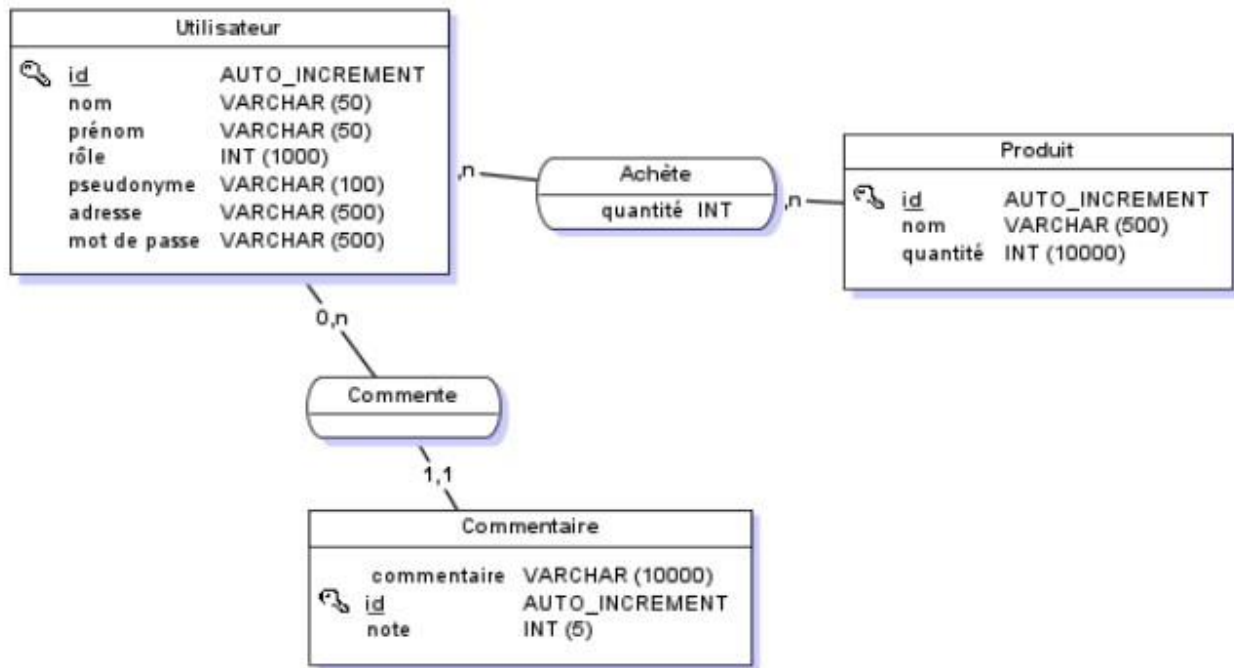 Utilisateur
id AUTO_INCREMENT
nom VARCHAR (50)
prénom VARCHAR (50)
rôle INT (1000)
pseudonyme VARCHAR (100)
adresse VARCHAR (500)
mot de passe VARCHAR (500)
,n
Achète
quantité INT
,n
Produit
id AUTO_INCREMENT
nom VARCHAR (500)
quantité INT (10000)
0,n
Commente
1,1
Commentaire
commentaire VARCHAR (10000)
id AUTO_INCREMENT
note INT (5)